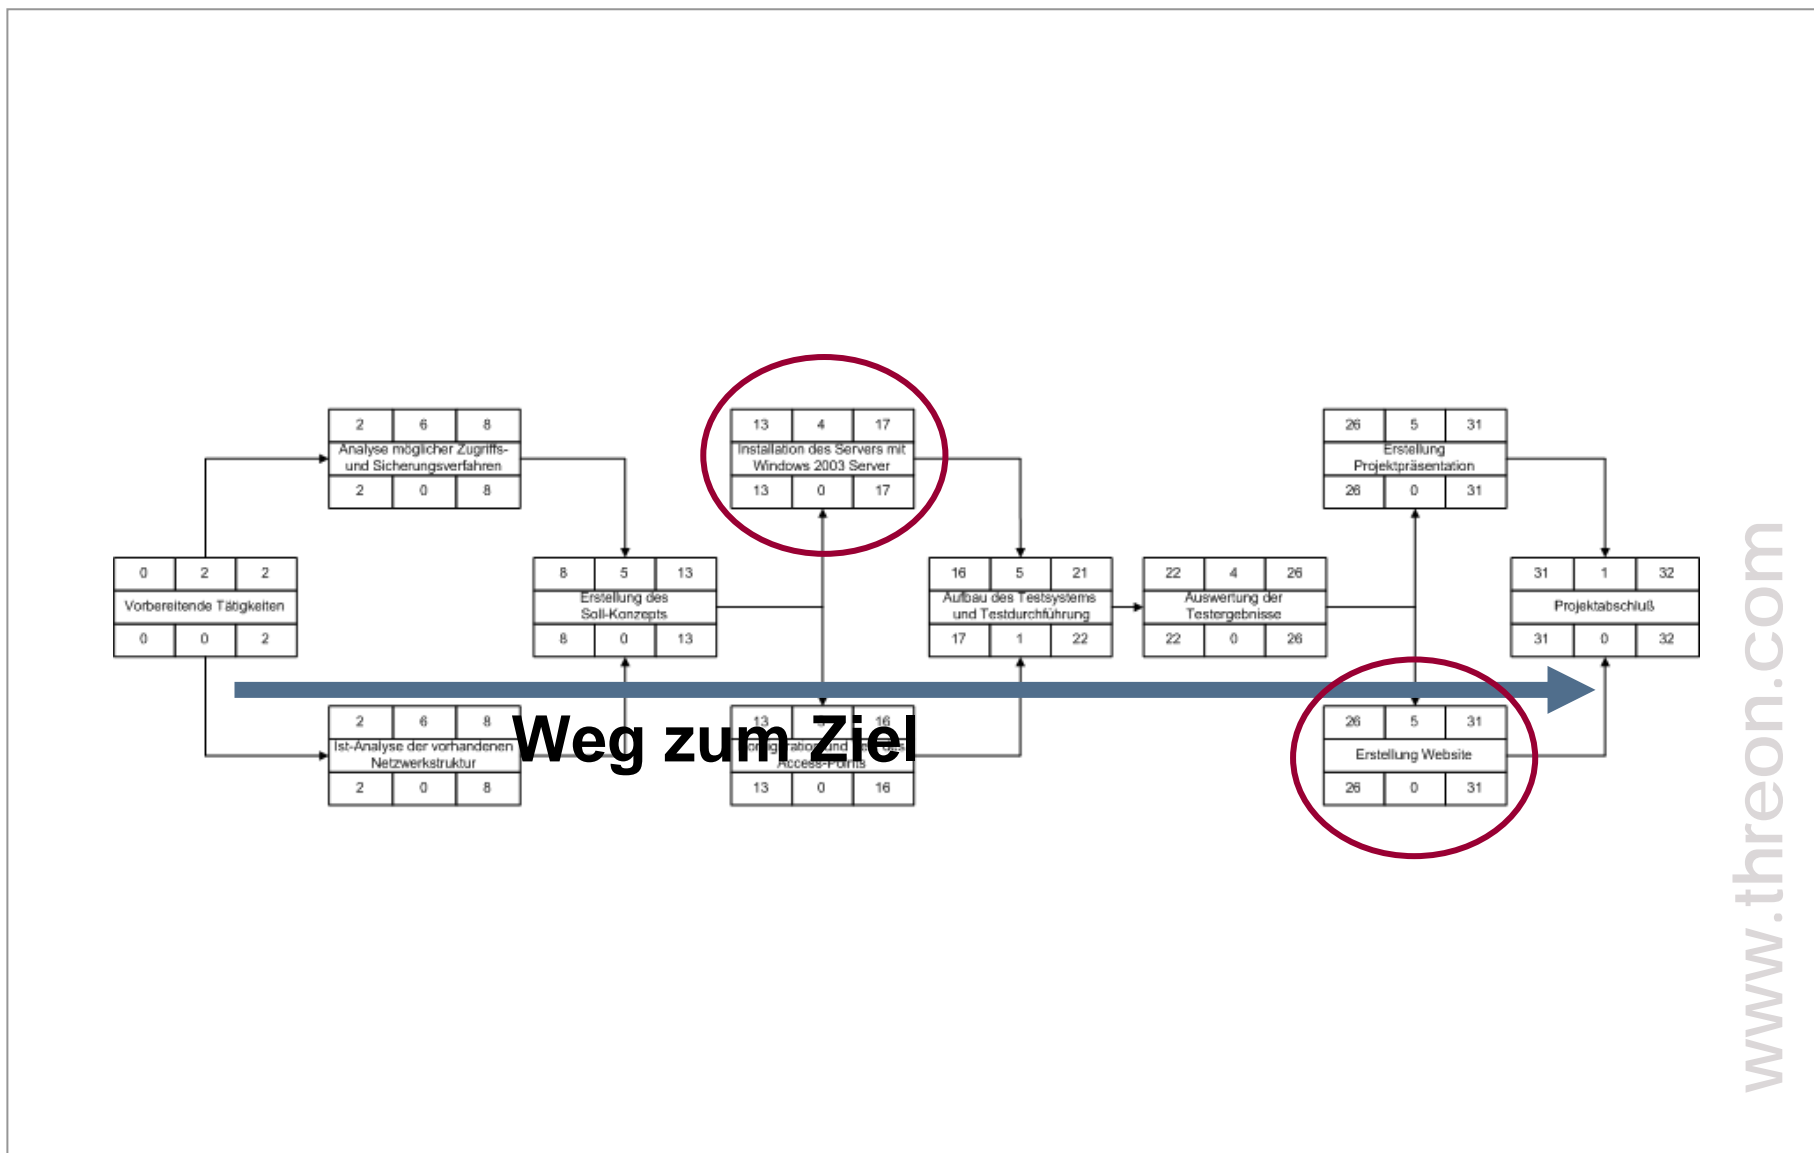 2 6 8
Analyse möglicher Zugriffs-
und Sicherungsverfahren
2 0 8
13 4 17
Installation des Servers mit
Windows 2003 Server
13 0 17
26 5 31
Erstellung
Projektpräsentation
26 0 31
0 2 2
Vorbereitende Tätigkeiten
0 0 2
8 5 13
Erstellung des
Soll-Konzepts
8 0 13
16 5 21
Aufbau des Testsystems
und Testdurchführung
17 1 22
22 4 26
Auswertung der
Testergebnisse
22 0 26
31 1 32
Projektabschluß
31 0 32
2 6 8
Ist-Analyse der vorhandenen
Netzwerkstruktur
2 0 8
Weg zum Ziel
13 16
und
Access-Points
13 0 16
26 5 31
Erstellung Website
26 0 31
www.threon.com